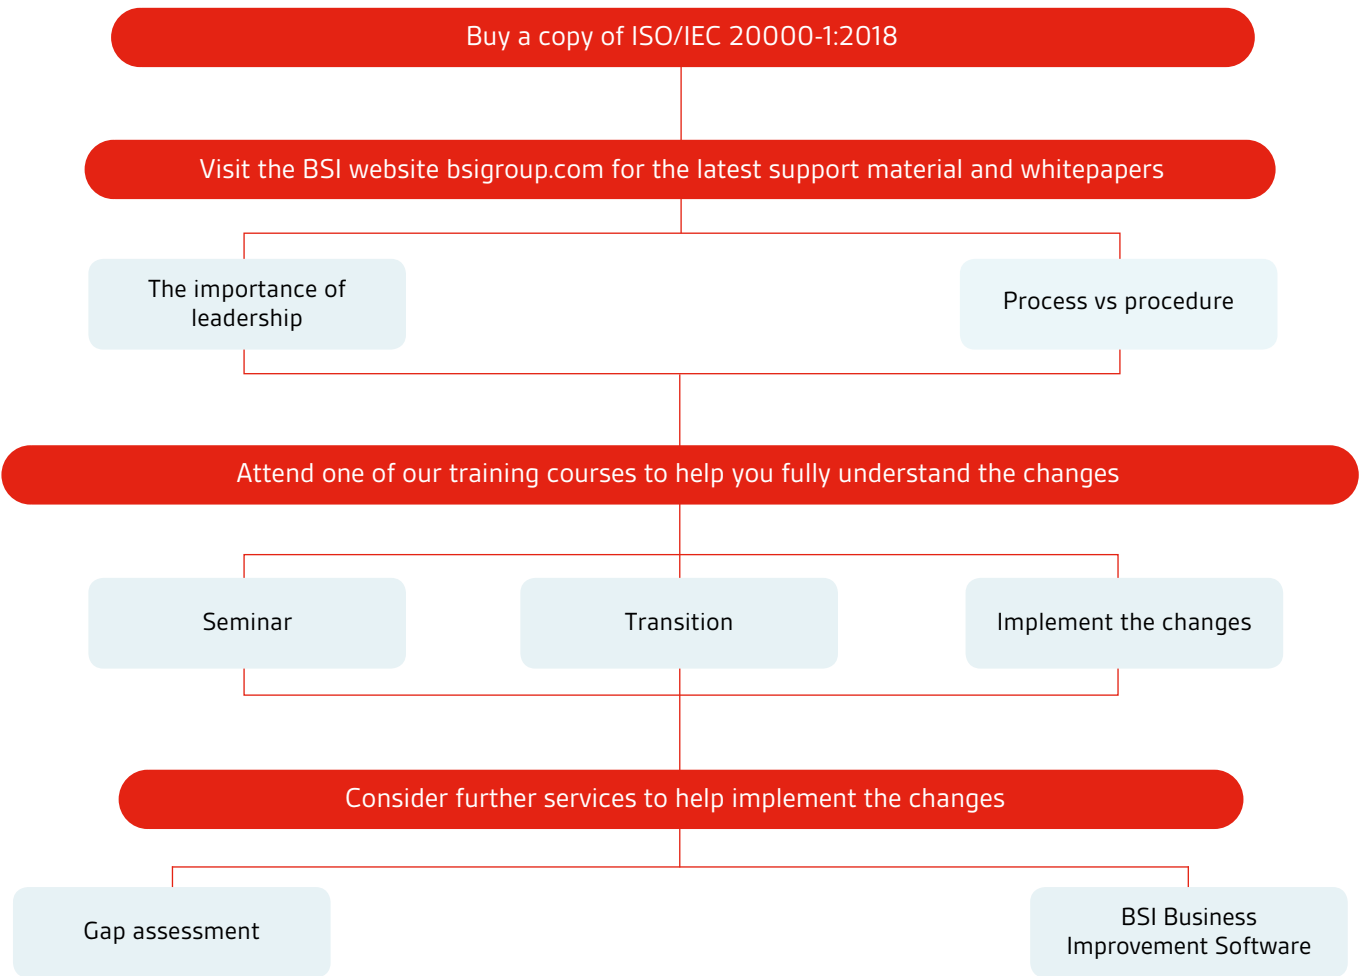 Buy a copy of ISO/IEC 20000-1:2018
Visit the BSI website bsigroup.com for the latest support material and whitepapers
The importance of
leadership
Process vs procedure
Attend one of our training courses to help you fully understand the changes
Seminar
Transition
Implement the changes
Consider further services to help implement the changes
Gap assessment
BSI Business
Improvement Software